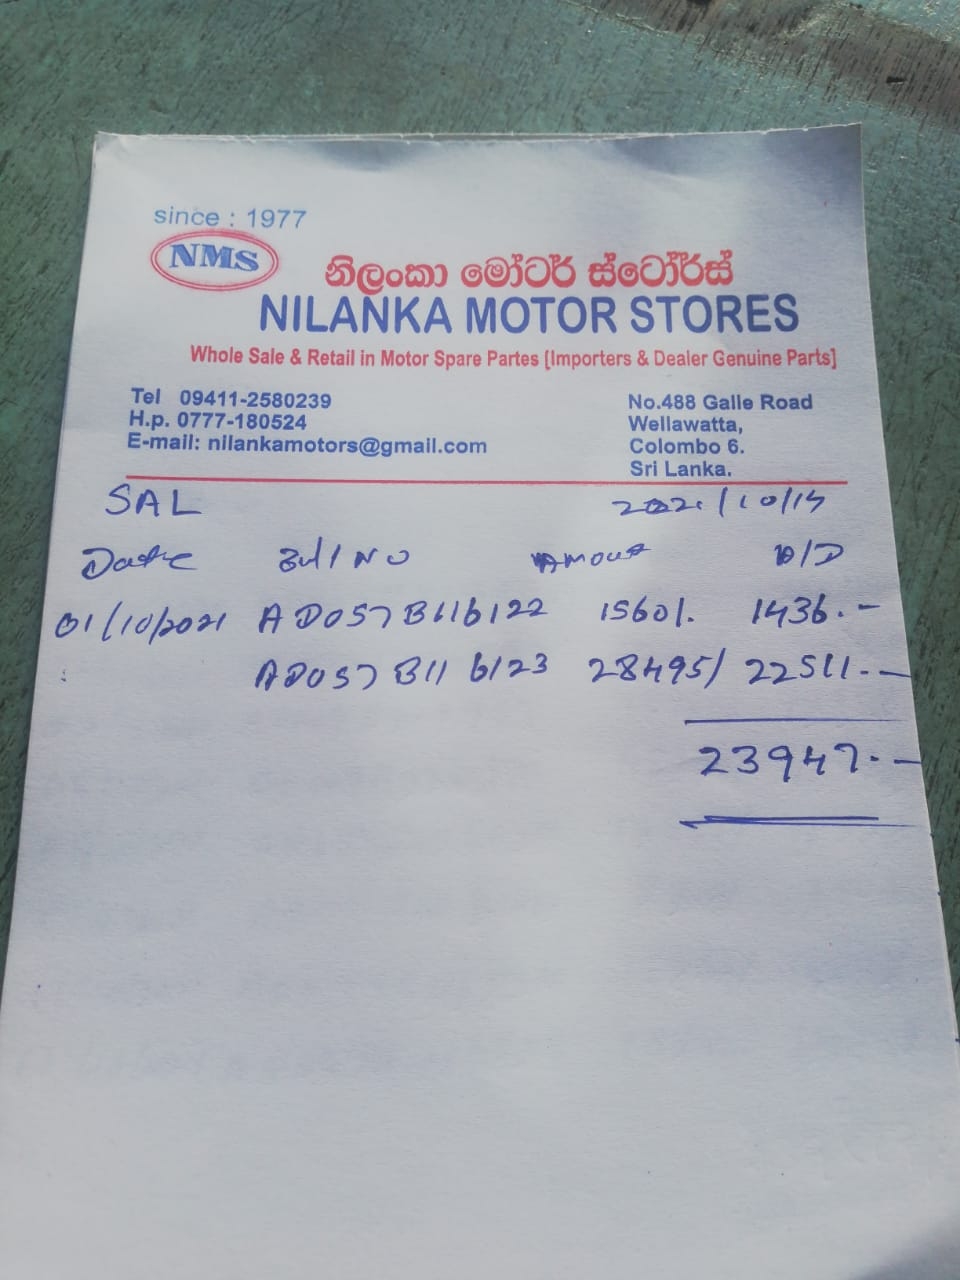 since : 1977
NMS
නිලංකා මෝටර් ස්ටෝර්ස්
NILANKA MOTOR STORES
Whole Sale & Retail in Motor Spare Partes [Importers & Dealer Genuine Parts]
Tel 09411-2580239
H.p. 0777-180524
E-mail: nilankamotors@gmail.com
No.488 Galle Road
Wellawatta,
Colombo 6.
Sri Lanka.
SAL 2021/10/14
Date Bill NO Amout D/D
01/10/2021 AD057B116122 15601. 1436.-
AD057B116123 28495/ 22511.-
23947.-